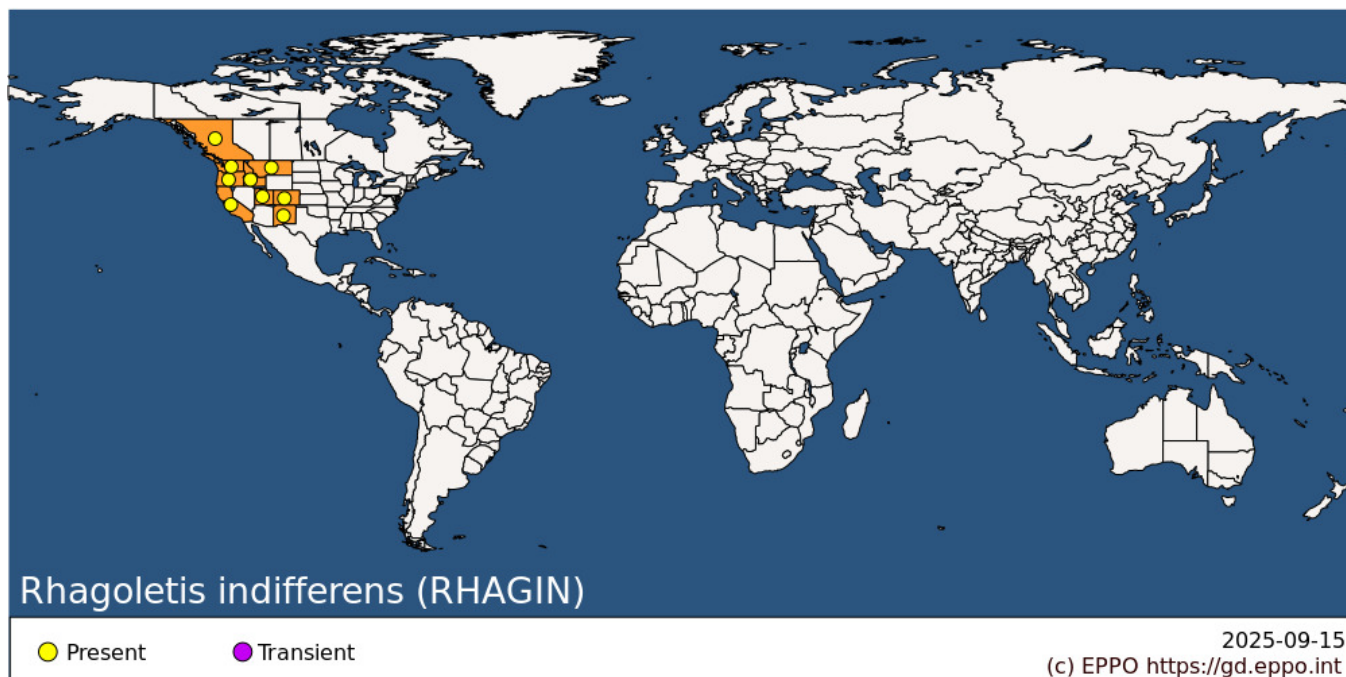 Rhagoletis indifferens (RHAGIN)
Present
Transient
2025-09-15
(c) EPPO https://gd.eppo.int